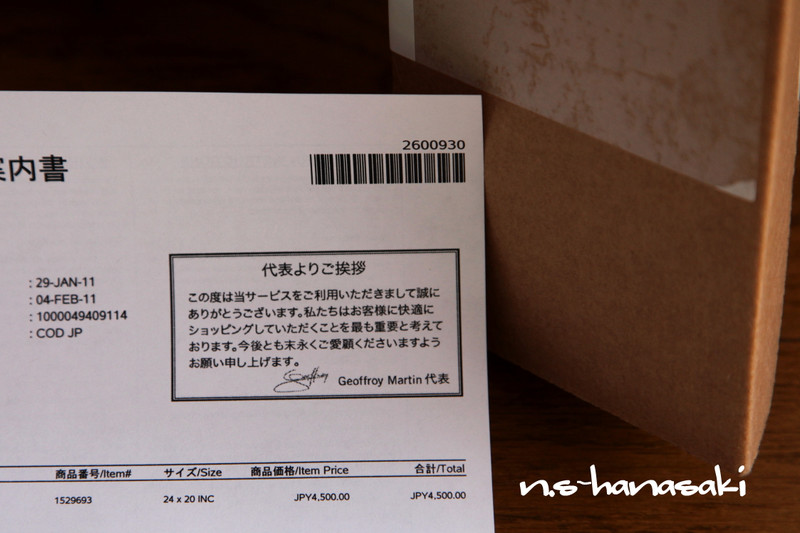 2600930
案内書
: 29-JAN-11
: 04-FEB-11
: 1000049409114
: COD JP
代表よりご挨拶
この度は当サービスをご利用いただきまして誠に
ありがとうございます。私たちはお客様に快適に
ショッピングしていただくことを最も重要と考えて
おります。今後とも末永くご愛顧くださいますよう
お願い申し上げます。
Geoffroy
Geoffroy Martin 代表
商品番号/Item# サイズ/Size 商品価格/Item Price 合計/Total
1529693 24 x 20 INC JPY4,500.00 JPY4,500.00
n.s-hanasaki